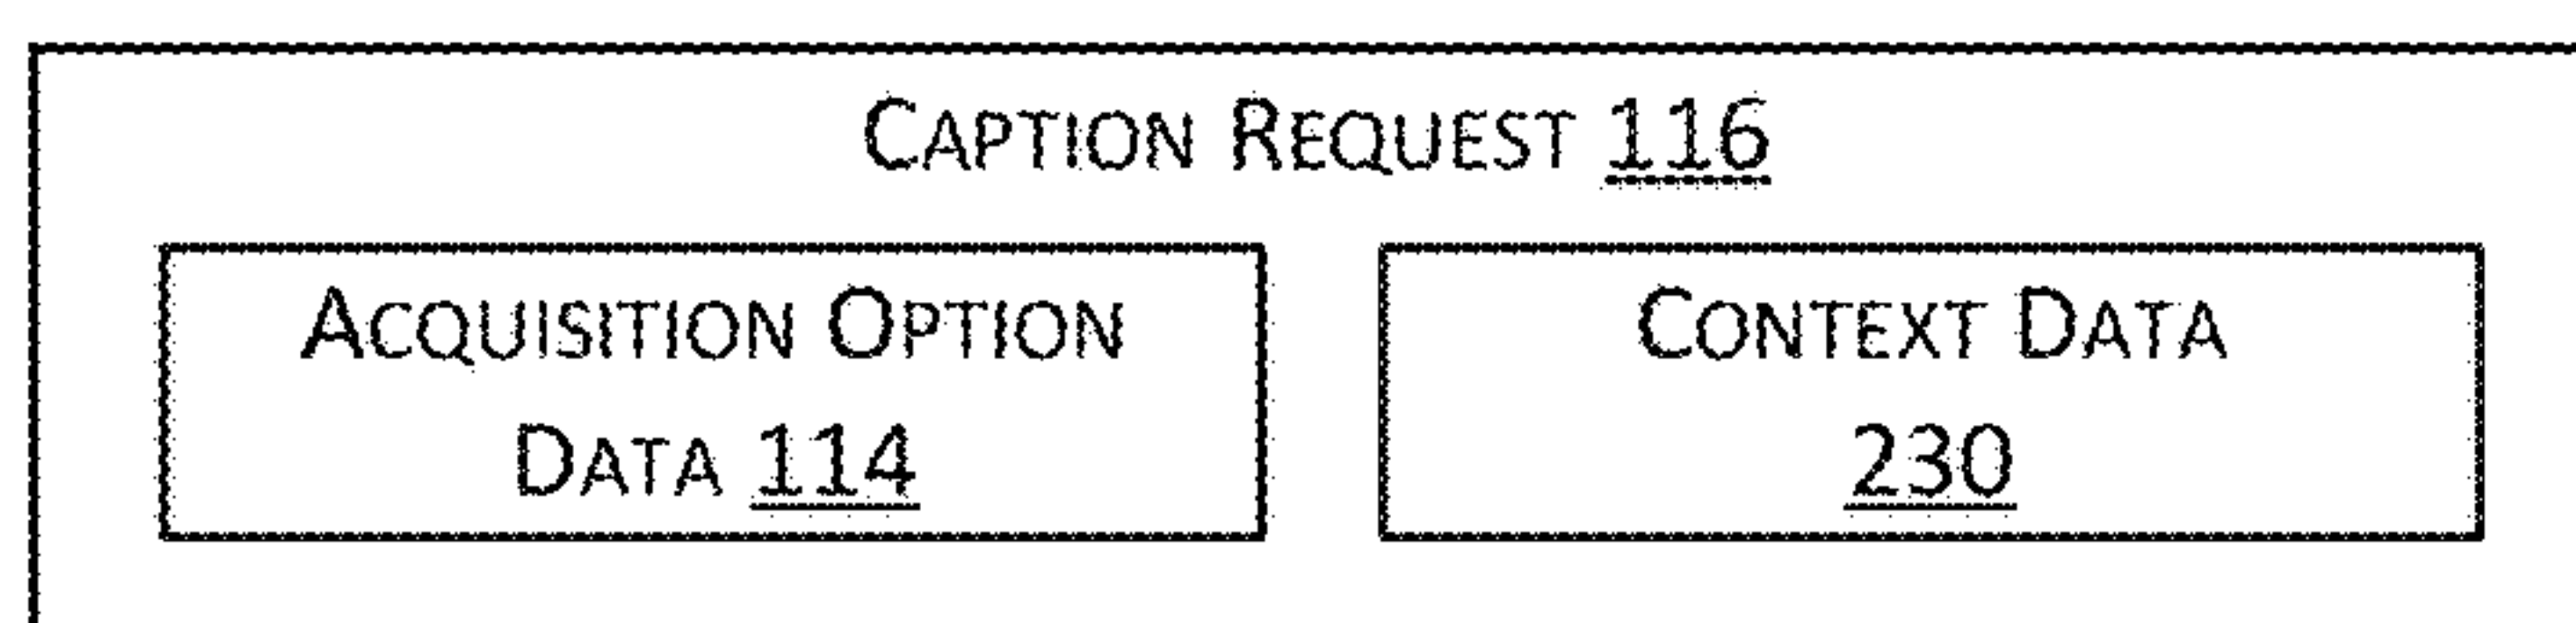 CAPTION REQUEST 116
ACQUISITION OPTION
DATA 114
CONTEXT DATA
230